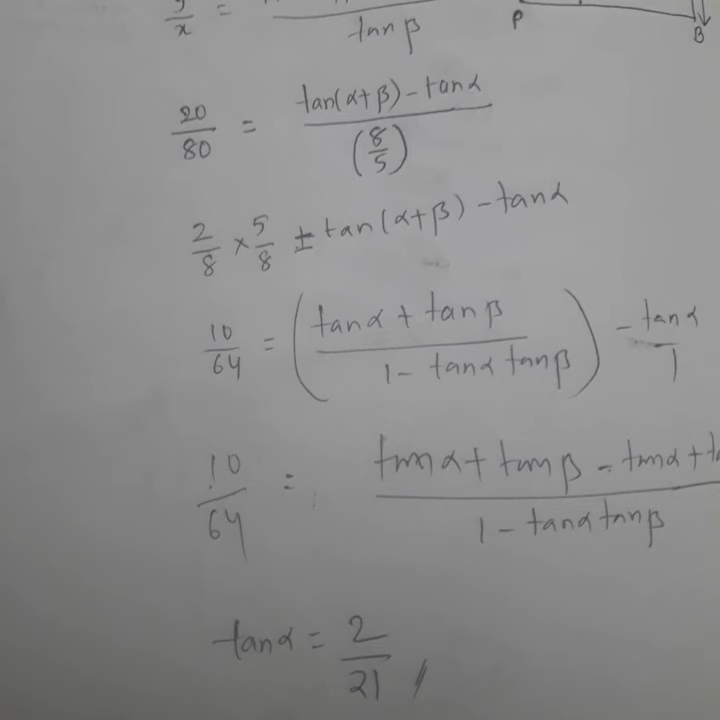 y/x = / tan β
P
B
20/80 = tan(α+β) - tanα / (8/5)
2/8 × 5/8 ± tan(α+β) - tanα
10/64 = (tanα + tanβ / 1 - tanα tanβ) - tanα/1
10/64 = tanα + tanβ - tanα + / 1 - tanα tanβ
tanα = 2/21